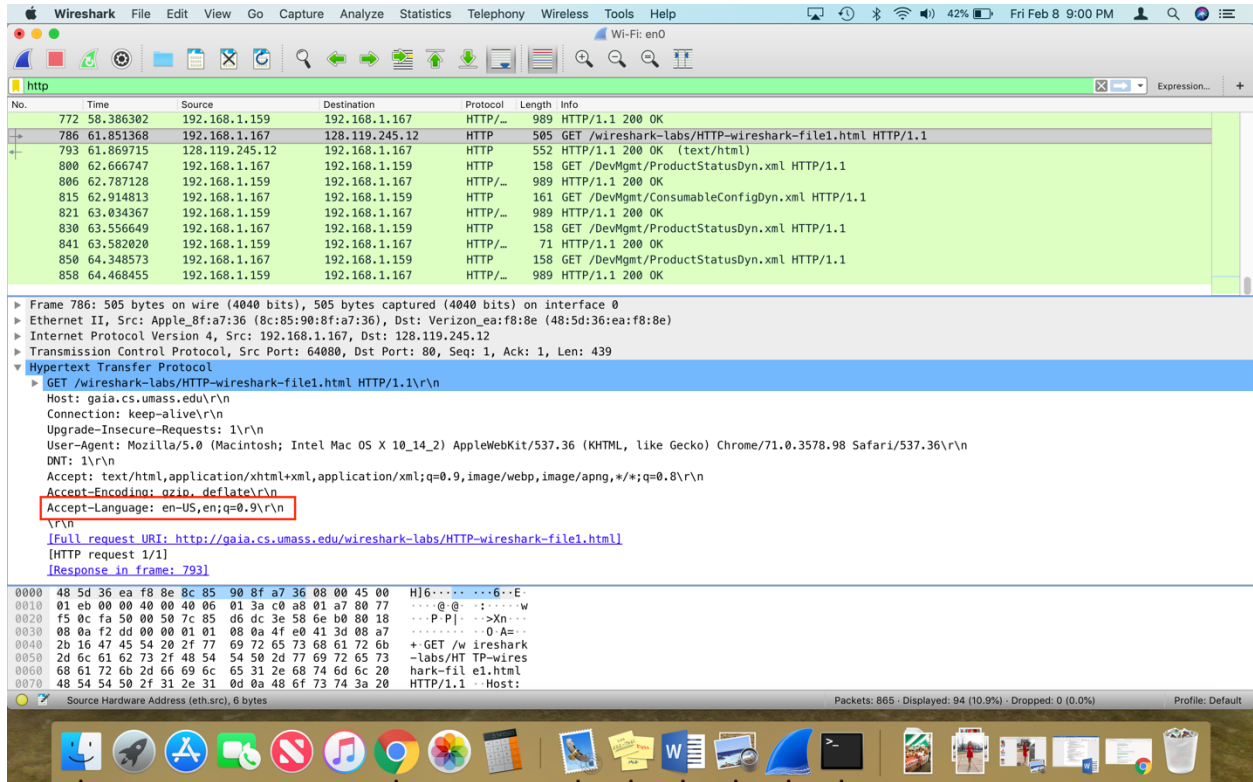 Wireshark File Edit View Go Capture Analyze Statistics Telephony Wireless Tools Help 42% Fri Feb 8 9:00 PM
Wi-Fi: en0
http Expression... +
No. Time Source Destination Protocol Length Info
772 58.386302 192.168.1.159 192.168.1.167 HTTP/… 989 HTTP/1.1 200 OK
786 61.851368 192.168.1.167 128.119.245.12 HTTP 505 GET /wireshark-labs/HTTP-wireshark-file1.html HTTP/1.1
793 61.869715 128.119.245.12 192.168.1.167 HTTP 552 HTTP/1.1 200 OK (text/html)
800 62.666747 192.168.1.167 192.168.1.159 HTTP 158 GET /DevMgmt/ProductStatusDyn.xml HTTP/1.1
806 62.787128 192.168.1.159 192.168.1.167 HTTP/… 989 HTTP/1.1 200 OK
815 62.914813 192.168.1.167 192.168.1.159 HTTP 161 GET /DevMgmt/ConsumableConfigDyn.xml HTTP/1.1
821 63.034367 192.168.1.159 192.168.1.167 HTTP/… 989 HTTP/1.1 200 OK
830 63.556649 192.168.1.167 192.168.1.159 HTTP 158 GET /DevMgmt/ProductStatusDyn.xml HTTP/1.1
841 63.582020 192.168.1.159 192.168.1.167 HTTP/… 71 HTTP/1.1 200 OK
850 64.348573 192.168.1.167 192.168.1.159 HTTP 158 GET /DevMgmt/ProductStatusDyn.xml HTTP/1.1
858 64.468455 192.168.1.159 192.168.1.167 HTTP/… 989 HTTP/1.1 200 OK
Frame 786: 505 bytes on wire (4040 bits), 505 bytes captured (4040 bits) on interface 0
Ethernet II, Src: Apple_8f:a7:36 (8c:85:90:8f:a7:36), Dst: Verizon_ea:f8:8e (48:5d:36:ea:f8:8e)
Internet Protocol Version 4, Src: 192.168.1.167, Dst: 128.119.245.12
Transmission Control Protocol, Src Port: 64080, Dst Port: 80, Seq: 1, Ack: 1, Len: 439
Hypertext Transfer Protocol
GET /wireshark-labs/HTTP-wireshark-file1.html HTTP/1.1\r\n
Host: gaia.cs.umass.edu\r\n
Connection: keep-alive\r\n
Upgrade-Insecure-Requests: 1\r\n
User-Agent: Mozilla/5.0 (Macintosh; Intel Mac OS X 10_14_2) AppleWebKit/537.36 (KHTML, like Gecko) Chrome/71.0.3578.98 Safari/537.36\r\n
DNT: 1\r\n
Accept: text/html,application/xhtml+xml,application/xml;q=0.9,image/webp,image/apng,*/*;q=0.8\r\n
Accept-Encoding: gzip, deflate\r\n
Accept-Language: en-US,en;q=0.9\r\n
\r\n
[Full request URI: http://gaia.cs.umass.edu/wireshark-labs/HTTP-wireshark-file1.html]
[HTTP request 1/1]
[Response in frame: 793]
0000 48 5d 36 ea f8 8e 8c 85 90 8f a7 36 08 00 45 00 H]6····· ···6··E·
0010 01 eb 00 00 40 00 40 06 01 3a c0 a8 01 a7 80 77 ····@·@· ·:·····w
0020 f5 0c fa 50 00 50 7c 85 d6 dc 3e 58 6e b0 80 18 ···P·P|· ··>Xn···
0030 08 0a f2 dd 00 00 01 01 08 0a 4f e0 41 3d 08 a7 ········ ··O·A=··
0040 2b 16 47 45 54 20 2f 77 69 72 65 73 68 61 72 6b +·GET /w ireshark
0050 2d 6c 61 62 73 2f 48 54 54 50 2d 77 69 72 65 73 -labs/HT TP-wires
0060 68 61 72 6b 2d 66 69 6c 65 31 2e 68 74 6d 6c 20 hark-fil e1.html
0070 48 54 54 50 2f 31 2e 31 0d 0a 48 6f 73 74 3a 20 HTTP/1.1 ··Host:
Source Hardware Address (eth.src), 6 bytes Packets: 865 · Displayed: 94 (10.9%) · Dropped: 0 (0.0%) Profile: Default